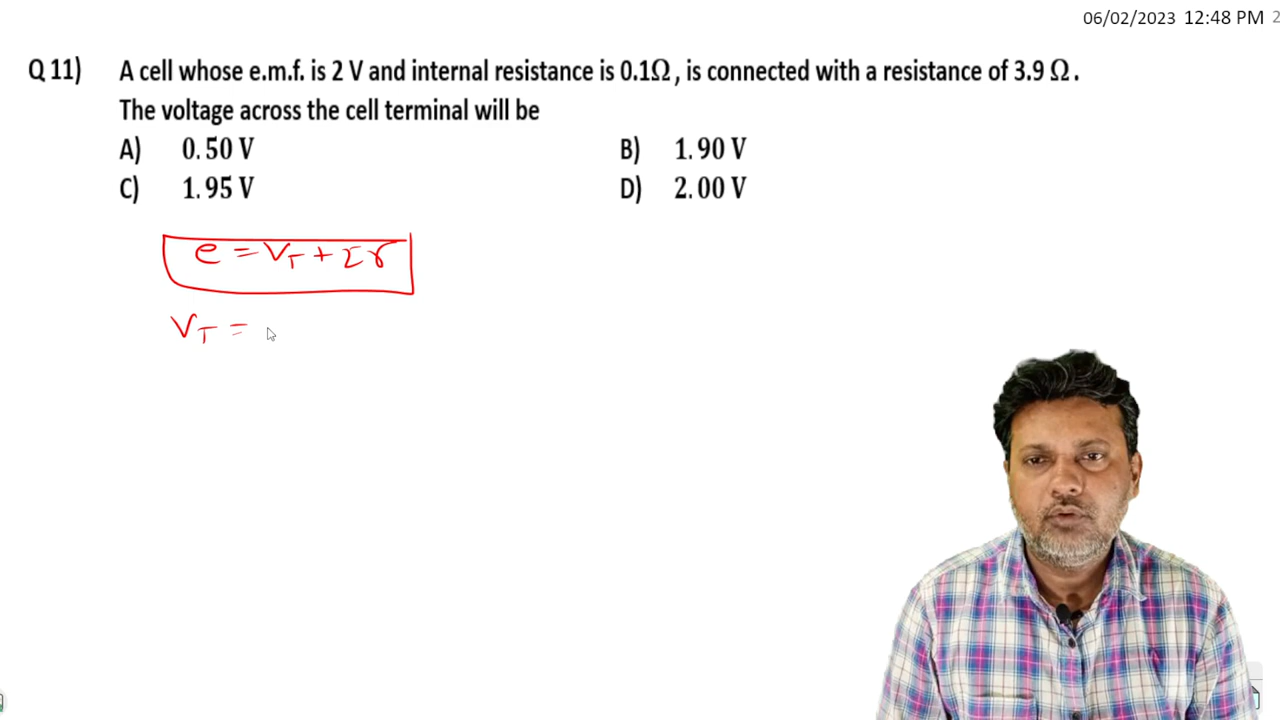 06/02/2023 12:48 PM 2
Q 11) A cell whose e.m.f. is 2 V and internal resistance is 0.1Ω , is connected with a resistance of 3.9 Ω .
The voltage across the cell terminal will be
A) 0.50 V B) 1.90 V
C) 1.95 V D) 2.00 V
e = V_T + Ir
V_T =